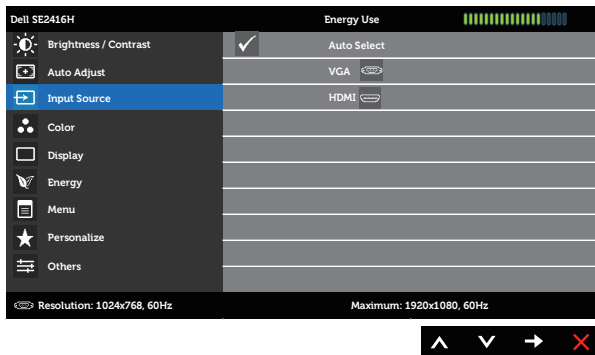 Dell SE2416H Energy Use
Brightness / Contrast Auto Select
Auto Adjust VGA
Input Source HDMI
Color
Display
Energy
Menu
Personalize
Others
Resolution: 1024x768, 60Hz Maximum: 1920x1080, 60Hz